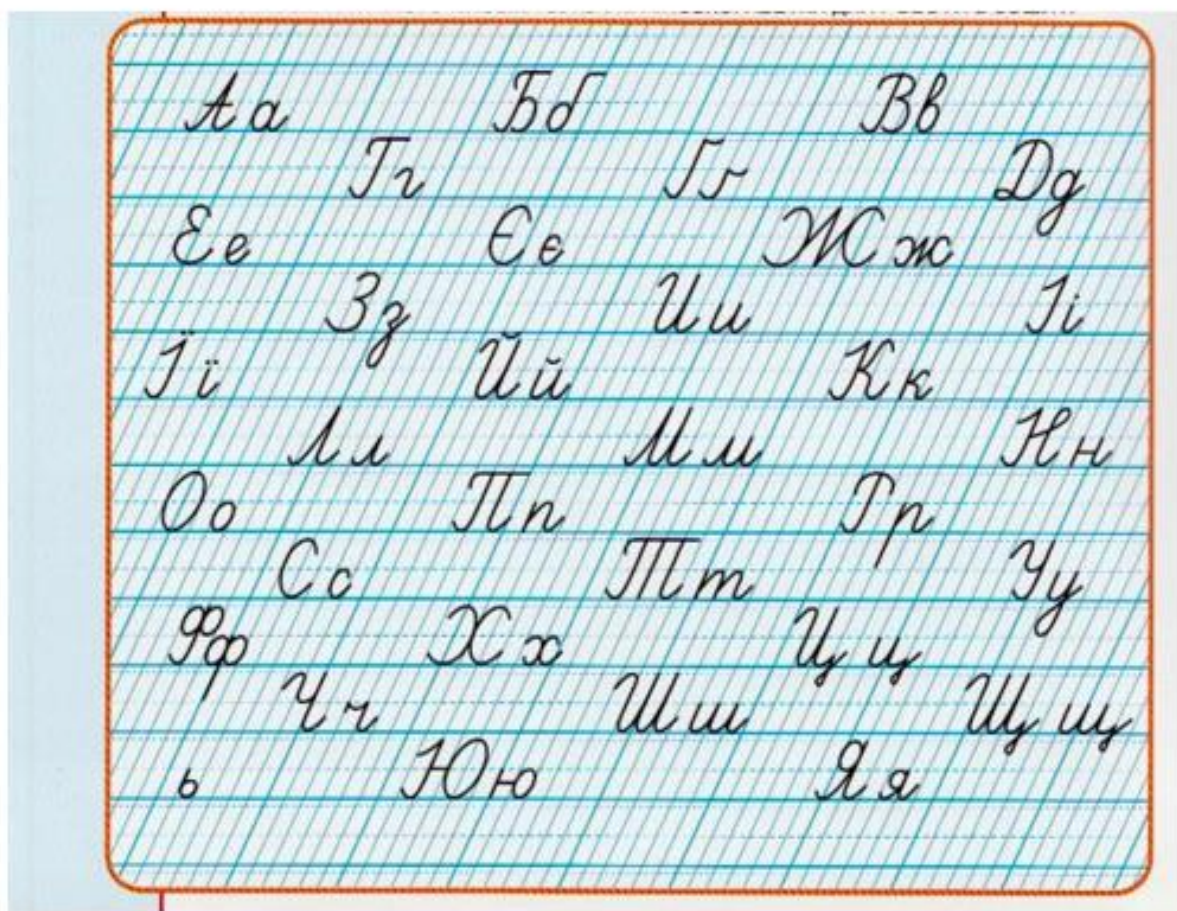 Аа Бб Вв
Гг Ґґ Дд
Ее Єє Жж
Зз Ии Іі
Її Йй Кк
Лл Мм Нн
Оо Пп Рр
Сс Тт Уу
Фф Хх Цц
Чч Шш Щщ
ь Юю Яя